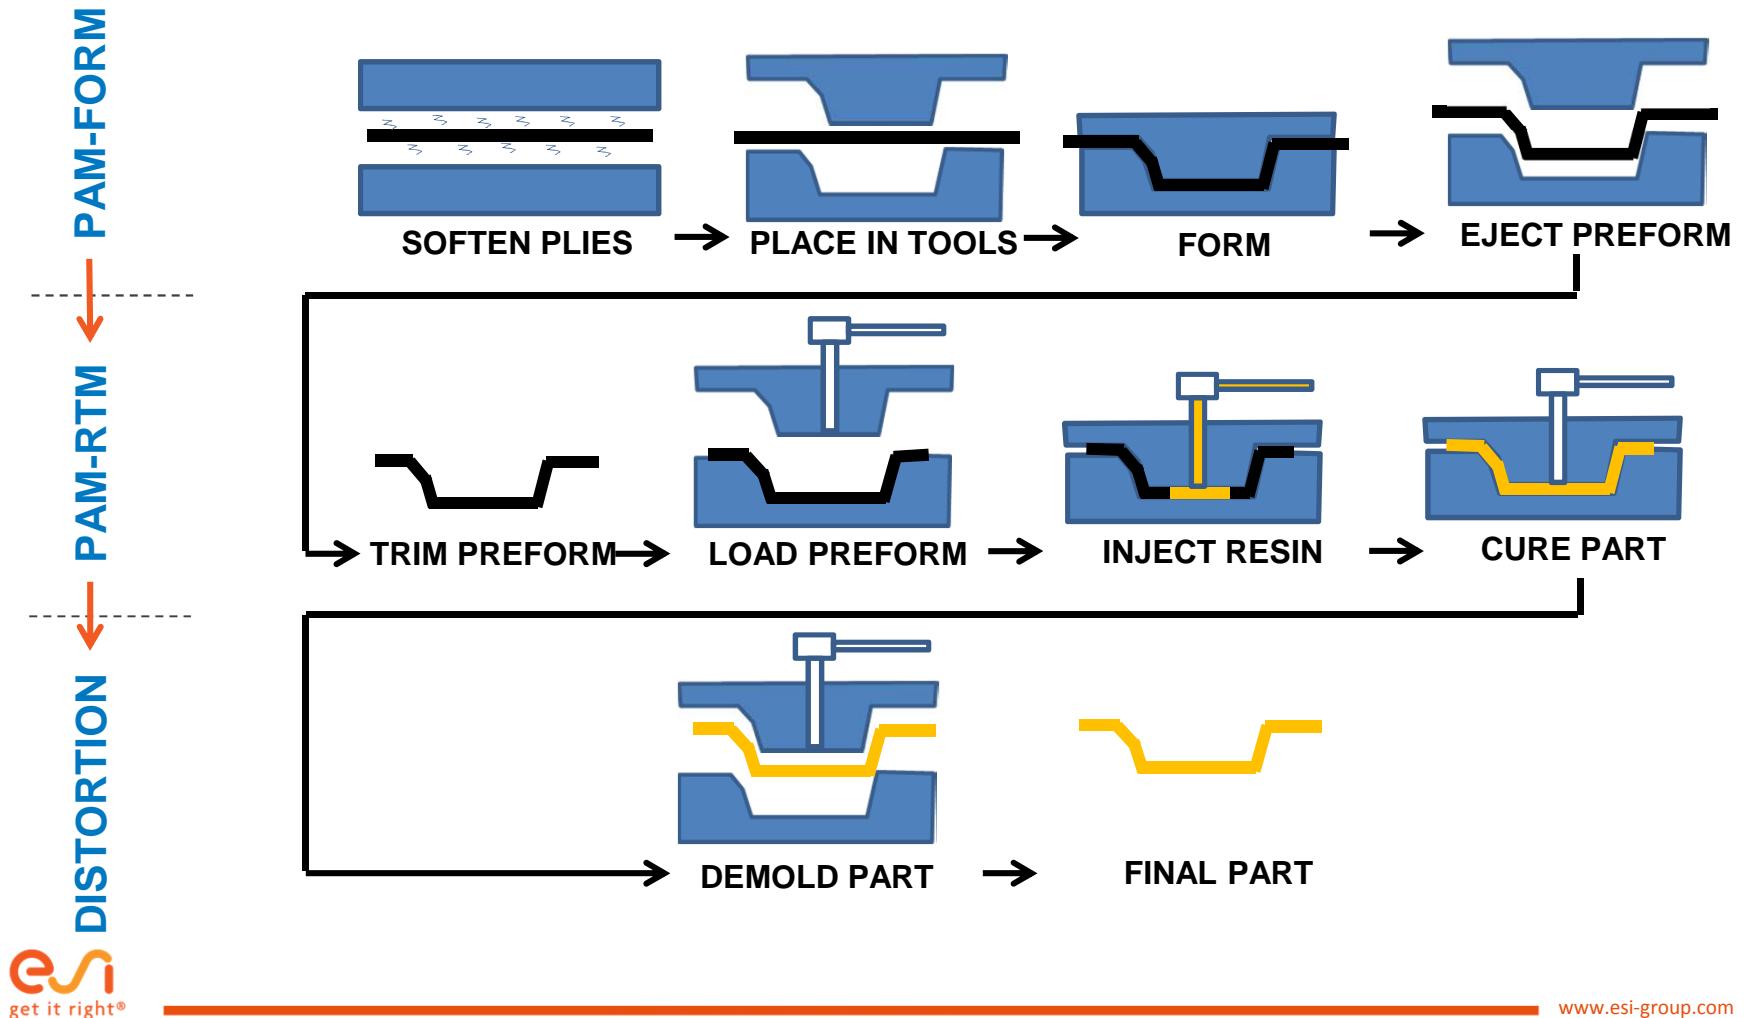 PAM-FORM
SOFTEN PLIES
PLACE IN TOOLS
FORM
EJECT PREFORM
PAM-RTM
TRIM PREFORM
LOAD PREFORM
INJECT RESIN
CURE PART
DISTORTION
DEMOLD PART
FINAL PART
esi
get it right®
www.esi-group.com